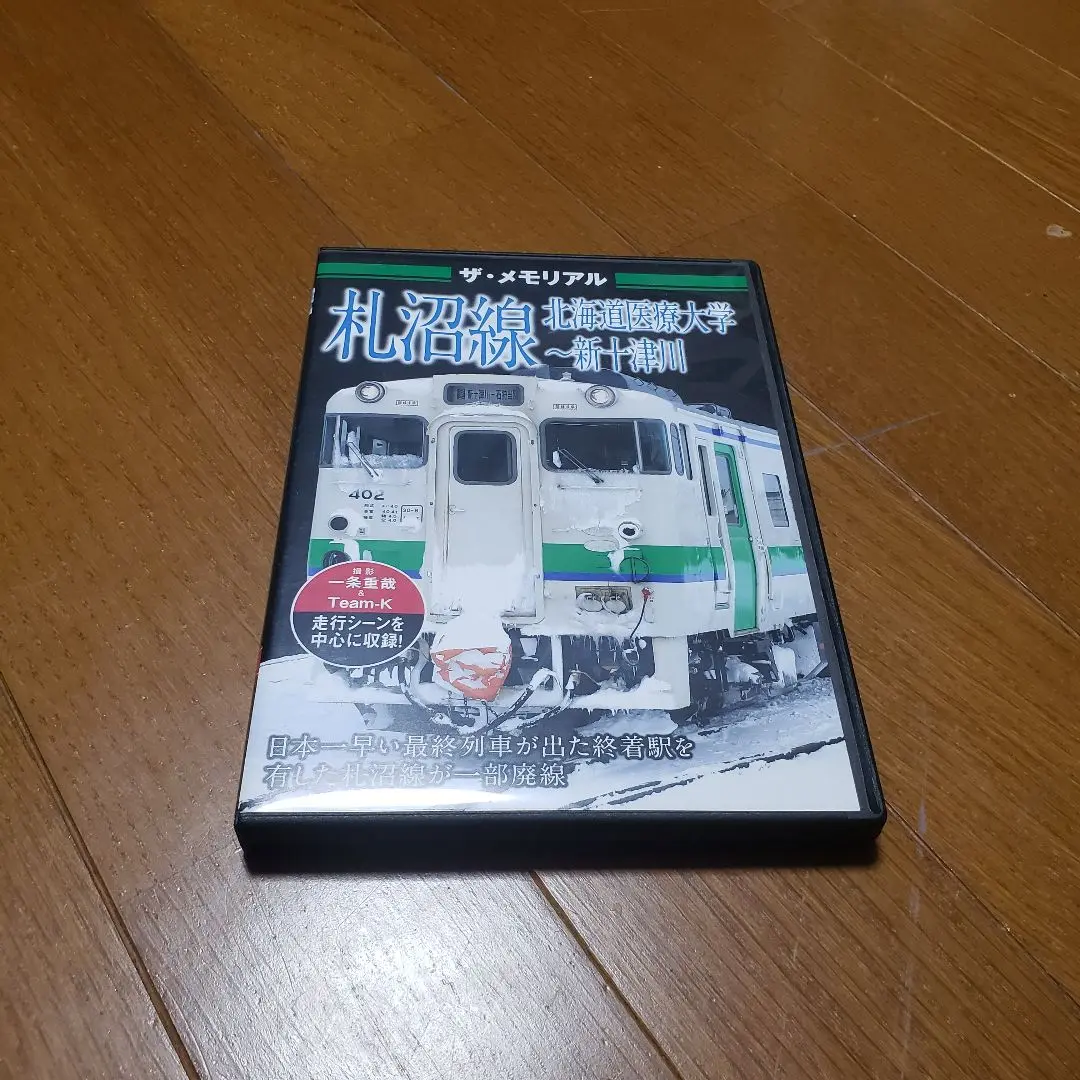 ザ・メモリアル
札沼線
北海道医療大学
～新十津川
402
撮影
一条重哉
&
Team-K
走行シーンを
中心に収録!
日本一早い最終列車が出た終着駅を
有した札沼線が一部廃線